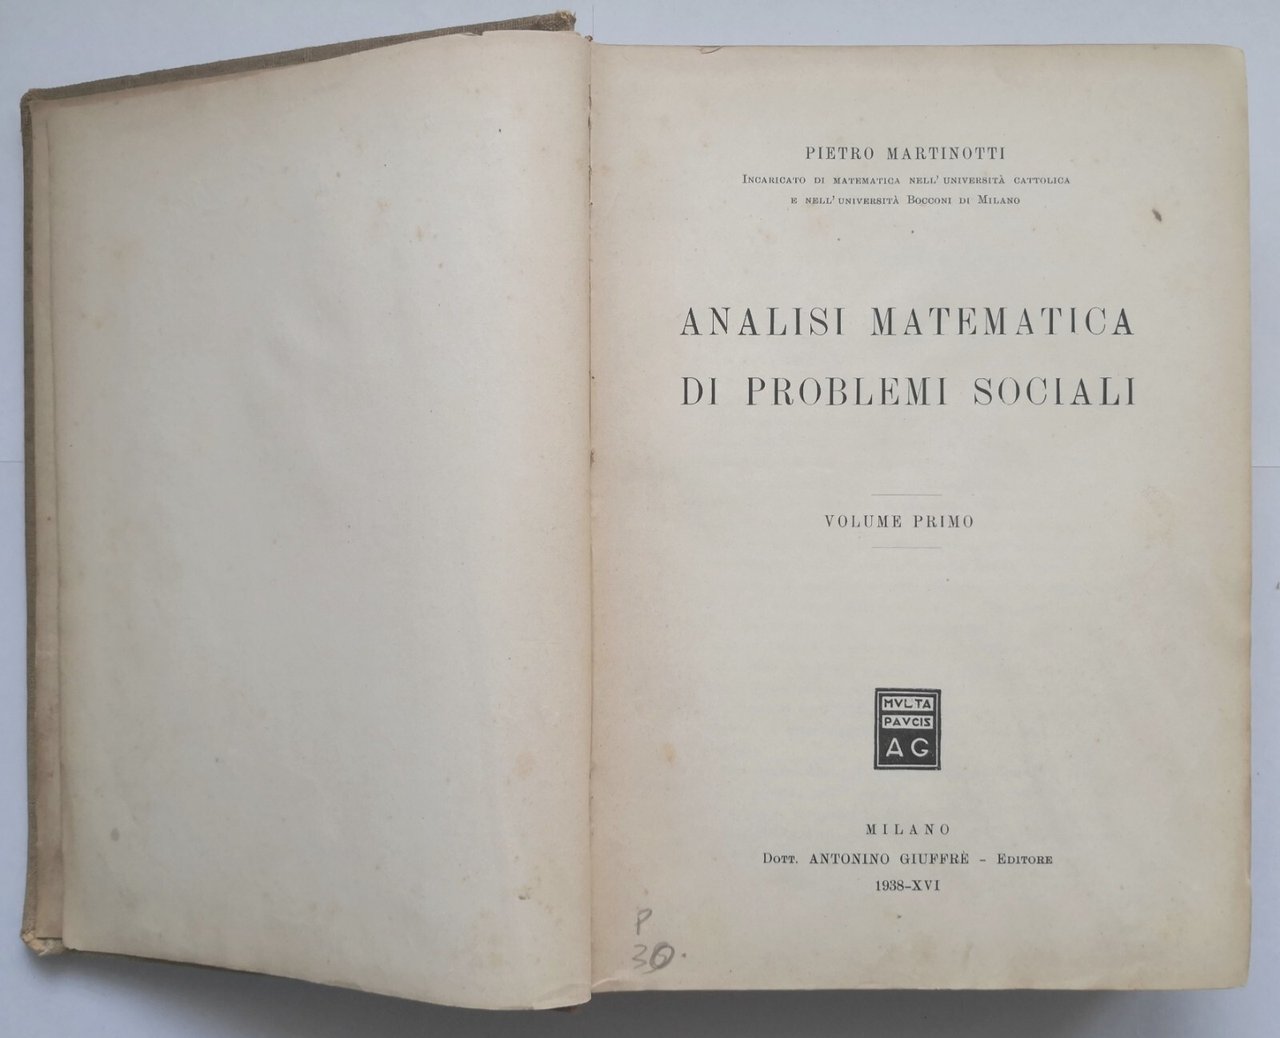 PIETRO MARTINOTTI
INCARICATO DI MATEMATICA NELL'UNIVERSITÀ CATTOLICA
E NELL'UNIVERSITÀ BOCCONI DI MILANO
ANALISI MATEMATICA
DI PROBLEMI SOCIALI
VOLUME PRIMO
MVLTA
PAVCIS
AG
MILANO
DOTT. ANTONINO GIUFFRÈ - EDITORE
1938-XVI
P
30